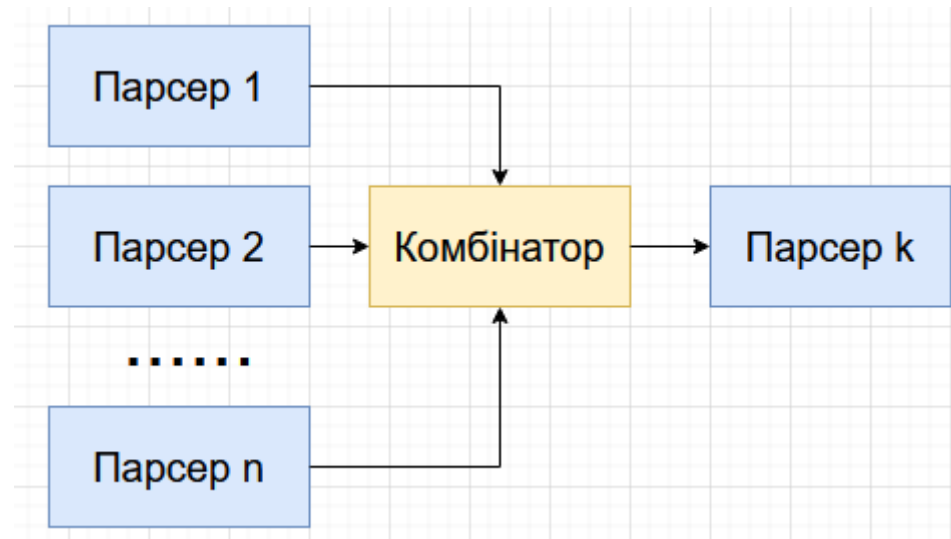 Парсер 1
Парсер 2
Комбінатор
Парсер k
......
Парсер n